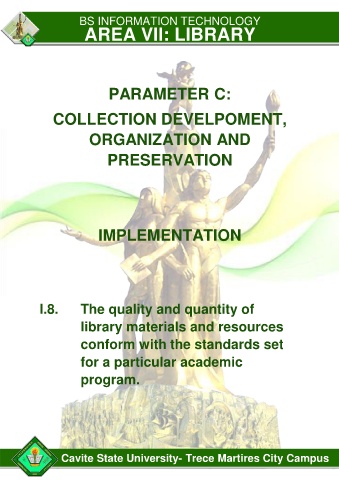 BS INFORMATION TECHNOLOGY
AREA VII: LIBRARY
PARAMETER C:
COLLECTION DEVELPOMENT,
ORGANIZATION AND
PRESERVATION
IMPLEMENTATION
I.8. The quality and quantity of
library materials and resources
conform with the standards set
for a particular academic
program.
Cavite State University- Trece Martires City Campus